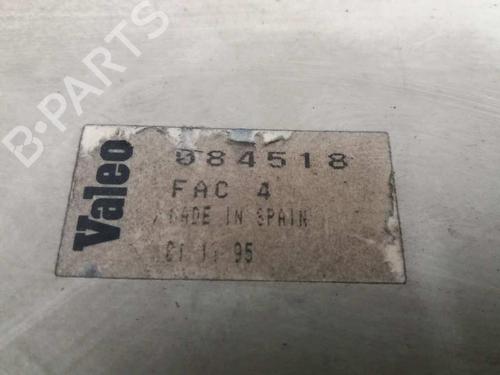 B-PARTS
Valeo
084518
FAC 4
MADE IN SPAIN
95